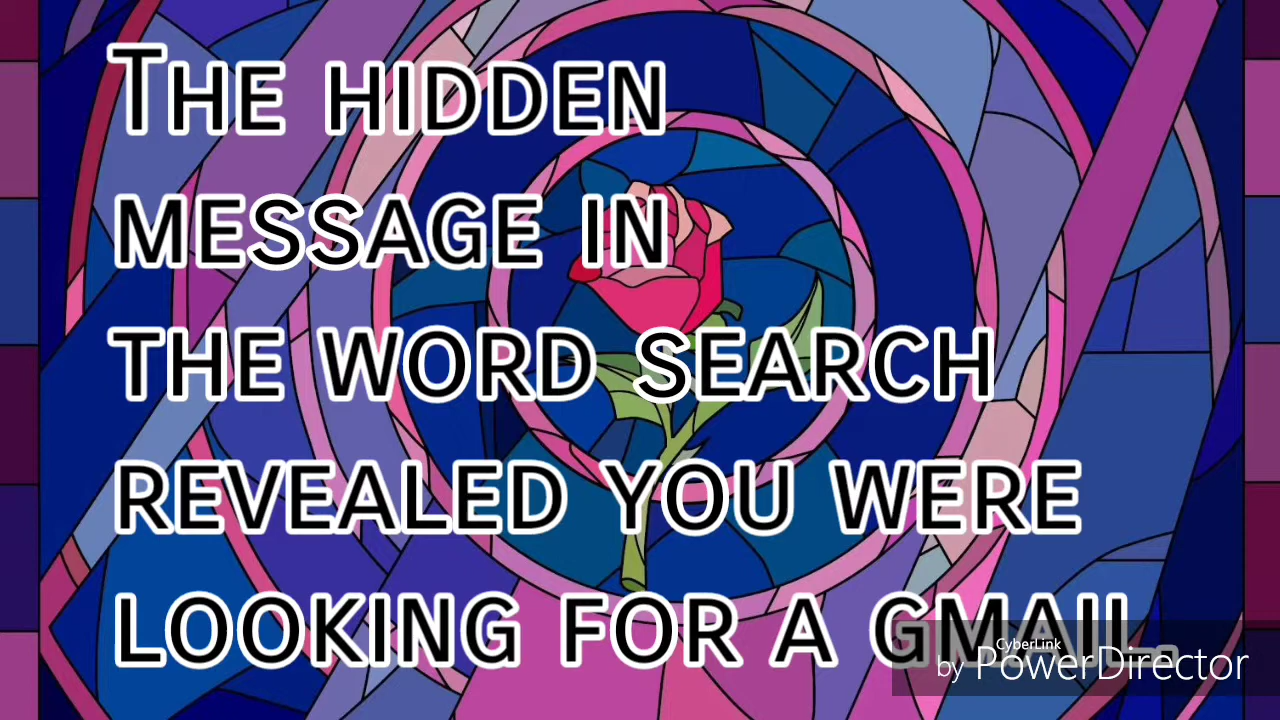 The hidden
message in
the word search
revealed you were
looking for a gmail.
CyberLink
by PowerDirector